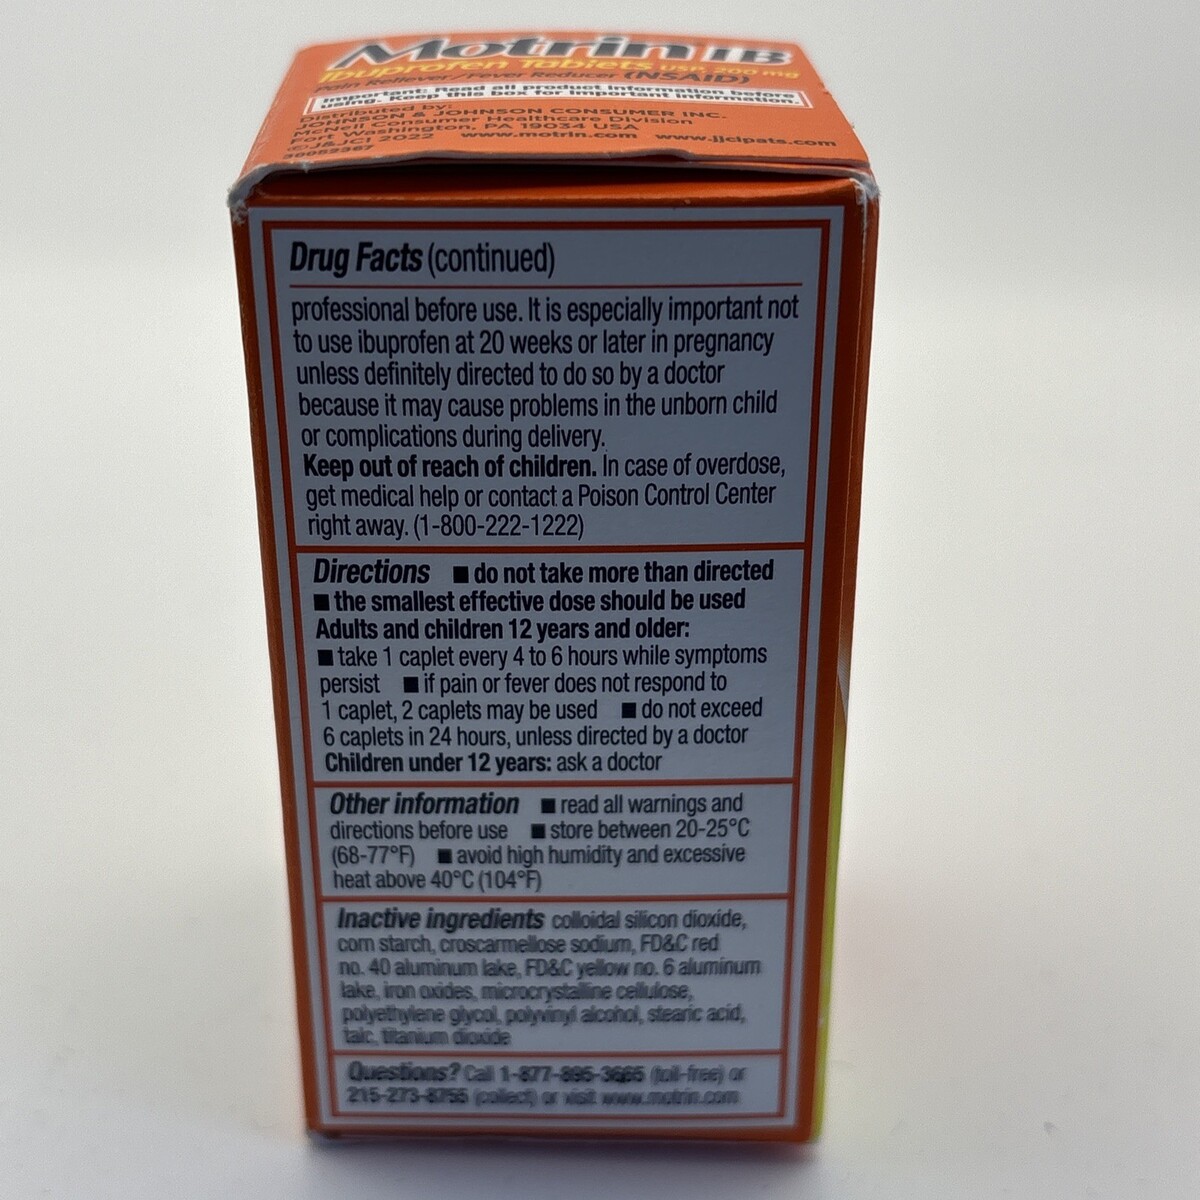 Motrin IB
Ibuprofen Tablets USP, 200 mg
Pain Reliever/Fever Reducer (NSAID)
Important: Read all product information before
using. Keep this box for important information.
Distributed by:
JOHNSON & JOHNSON CONSUMER INC.
McNeil Consumer Healthcare Division
Fort Washington, PA 19034 USA
©J&JCI 2022 www.motrin.com www.jjcipats.com
30052367
Drug Facts (continued)
professional before use. It is especially important not
to use ibuprofen at 20 weeks or later in pregnancy
unless definitely directed to do so by a doctor
because it may cause problems in the unborn child
or complications during delivery.
Keep out of reach of children. In case of overdose,
get medical help or contact a Poison Control Center
right away. (1-800-222-1222)
Directions ■ do not take more than directed
■ the smallest effective dose should be used
Adults and children 12 years and older:
■ take 1 caplet every 4 to 6 hours while symptoms
persist ■ if pain or fever does not respond to
1 caplet, 2 caplets may be used ■ do not exceed
6 caplets in 24 hours, unless directed by a doctor
Children under 12 years: ask a doctor
Other information ■ read all warnings and
directions before use ■ store between 20-25°C
(68-77°F) ■ avoid high humidity and excessive
heat above 40°C (104°F)
Inactive ingredients colloidal silicon dioxide,
corn starch, croscarmellose sodium, FD&C red
no. 40 aluminum lake, FD&C yellow no. 6 aluminum
lake, iron oxides, microcrystalline cellulose,
polyethylene glycol, polyvinyl alcohol, stearic acid,
talc, titanium dioxide
Questions? Call 1-877-895-3665 (toll-free) or
215-273-8755 (collect) or visit www.motrin.com